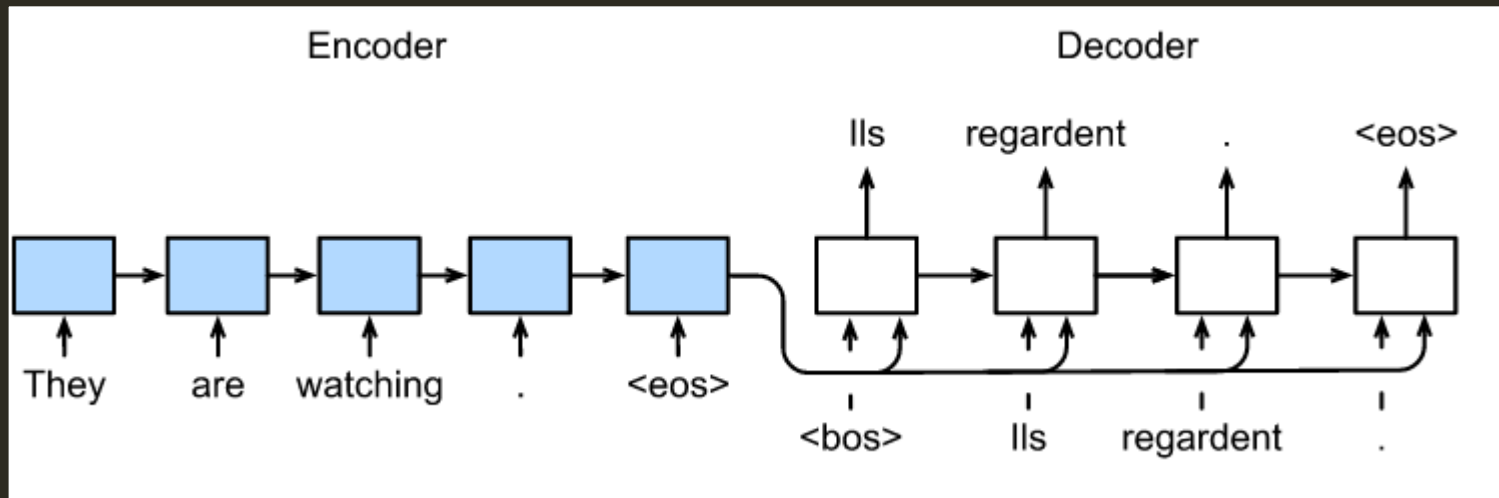 Encoder Decoder
Ils regardent . <eos>
They are watching . <eos>
<bos> Ils regardent .